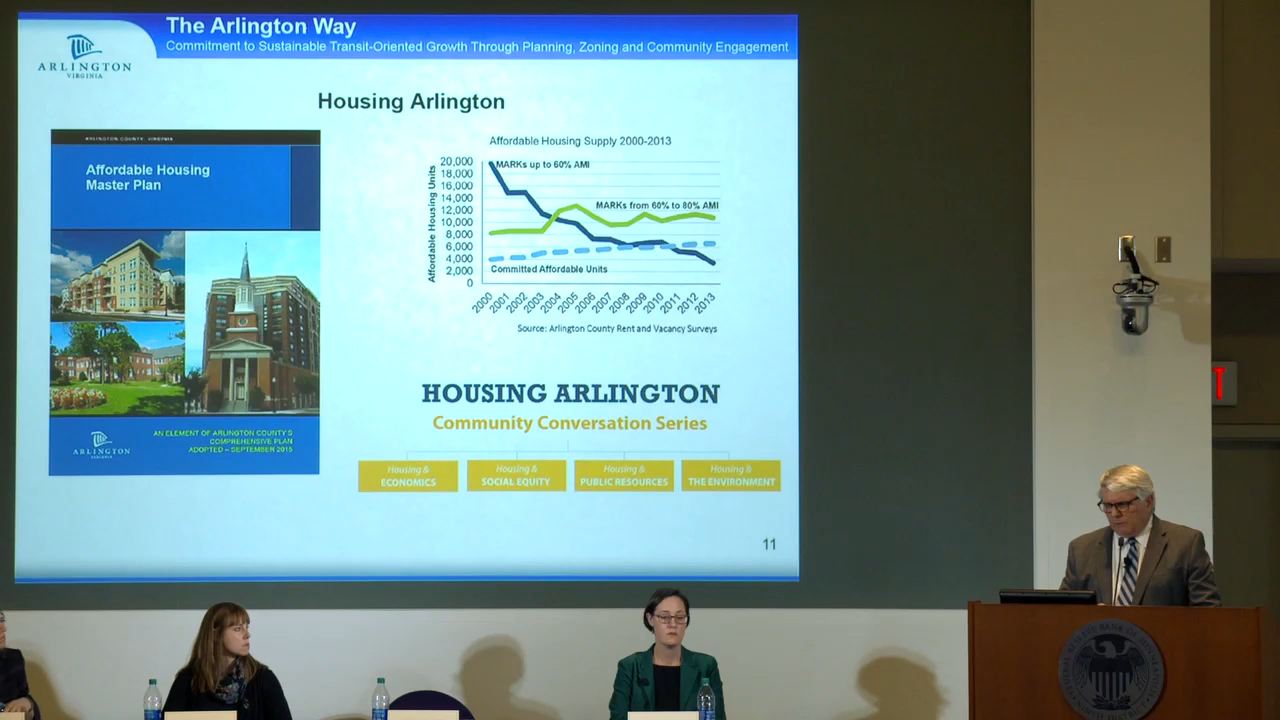 The Arlington Way
Commitment to Sustainable Transit-Oriented Growth Through Planning, Zoning and Community Engagement
ARLINGTON
VIRGINIA
Housing Arlington
ARLINGTON COUNTY, VIRGINIA
Affordable Housing
Master Plan
ARLINGTON
VIRGINIA
AN ELEMENT OF ARLINGTON COUNTY'S
COMPREHENSIVE PLAN
ADOPTED – SEPTEMBER 2015
Affordable Housing Supply 2000-2013
Affordable Housing Units
20,000
18,000
16,000
14,000
12,000
10,000
8,000
6,000
4,000
2,000
0
MARKs up to 60% AMI
MARKs from 60% to 80% AMI
Committed Affordable Units
2000 2001 2002 2003 2004 2005 2006 2007 2008 2009 2010 2011 2012 2013
Source: Arlington County Rent and Vacancy Surveys
HOUSING ARLINGTON
Community Conversation Series
Housing &
ECONOMICS
Housing &
SOCIAL EQUITY
Housing &
PUBLIC RESOURCES
Housing &
THE ENVIRONMENT
11